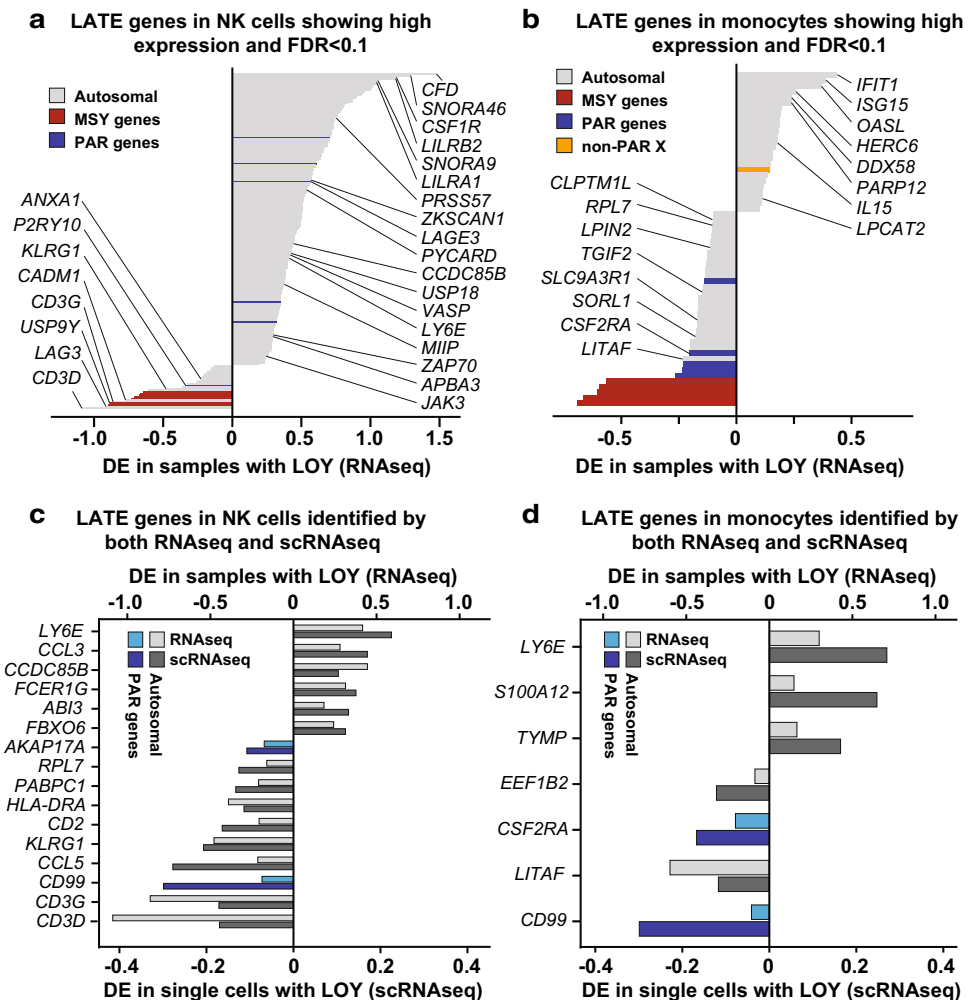 a
LATE genes in NK cells showing high
expression and FDR<0.1
Autosomal
MSY genes
PAR genes
CFD
SNORA46
CSF1R
LILRB2
SNORA9
LILRA1
PRSS57
ZKSCAN1
LAGE3
PYCARD
CCDC85B
USP18
VASP
LY6E
MIIP
ZAP70
APBA3
JAK3
ANXA1
P2RY10
KLRG1
CADM1
CD3G
USP9Y
LAG3
CD3D
-1.0 -0.5 0 0.5 1.0 1.5
DE in samples with LOY (RNAseq)
b
LATE genes in monocytes showing high
expression and FDR<0.1
Autosomal
MSY genes
PAR genes
non-PAR X
IFIT1
ISG15
OASL
HERC6
DDX58
PARP12
IL15
LPCAT2
CLPTM1L
RPL7
LPIN2
TGIF2
SLC9A3R1
SORL1
CSF2RA
LITAF
-0.5 0 0.5
DE in samples with LOY (RNAseq)
c
LATE genes in NK cells identified by
both RNAseq and scRNAseq
DE in samples with LOY (RNAseq)
-1.0 -0.5 0 0.5 1.0
RNAseq
scRNAseq
Autosomal
PAR genes
LY6E
CCL3
CCDC85B
FCER1G
ABI3
FBXO6
AKAP17A
RPL7
PABPC1
HLA-DRA
CD2
KLRG1
CCL5
CD99
CD3G
CD3D
-0.4 -0.2 0 0.2 0.4
DE in single cells with LOY (scRNAseq)
d
LATE genes in monocytes identified by
both RNAseq and scRNAseq
DE in samples with LOY (RNAseq)
-1.0 -0.5 0 0.5 1.0
RNAseq
scRNAseq
Autosomal
PAR genes
LY6E
S100A12
TYMP
EEF1B2
CSF2RA
LITAF
CD99
-0.4 -0.2 0 0.2 0.4
DE in single cells with LOY (scRNAseq)